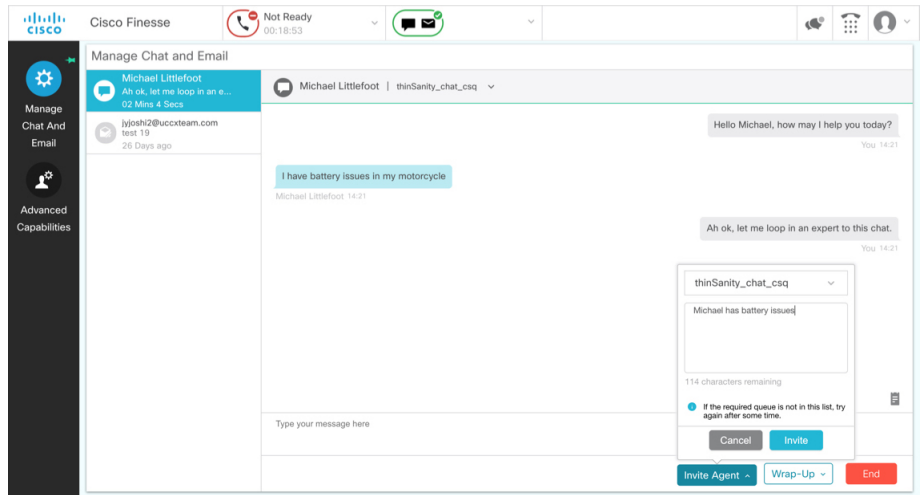 CISCO
Cisco Finesse
Not Ready
00:18:53
Manage Chat and Email
Manage
Chat And
Email
Advanced
Capabilities
Michael Littlefoot
Ah ok, let me loop in an e...
02 Mins 4 Secs
jyjoshi2@uccxteam.com
test 19
26 Days ago
Michael Littlefoot | thinSanity_chat_csq
Hello Michael, how may I help you today?
You 14:21
I have battery issues in my motorcycle
Michael Littlefoot 14:21
Ah ok, let me loop in an expert to this chat.
You 14:21
thinSanity_chat_csq
Michael has battery issues
114 characters remaining
If the required queue is not in this list, try
again after some time.
Cancel Invite
Type your message here
Invite Agent Wrap-Up End